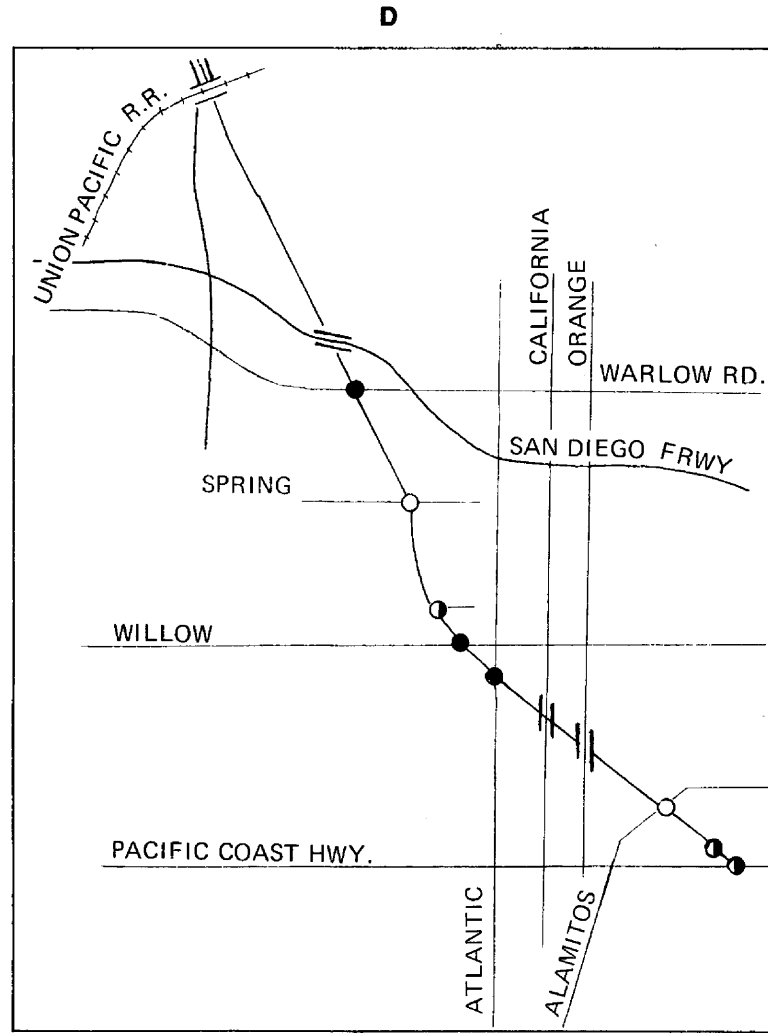 D
UNION PACIFIC R.R.
CALIFORNIA
ORANGE
WARLOW RD.
SAN DIEGO FRWY
SPRING
WILLOW
PACIFIC COAST HWY.
ATLANTIC
ALAMITOS